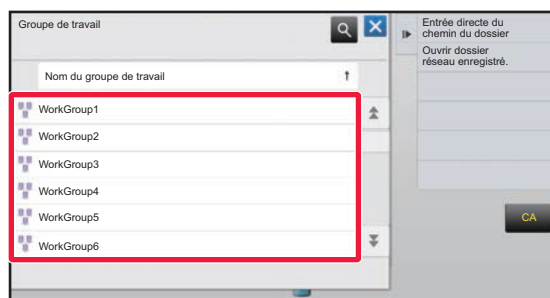 Groupe de travail
Nom du groupe de travail
WorkGroup1
WorkGroup2
WorkGroup3
WorkGroup4
WorkGroup5
WorkGroup6
Entrée directe du
chemin du dossier
Ouvrir dossier
réseau enregistré.
CA